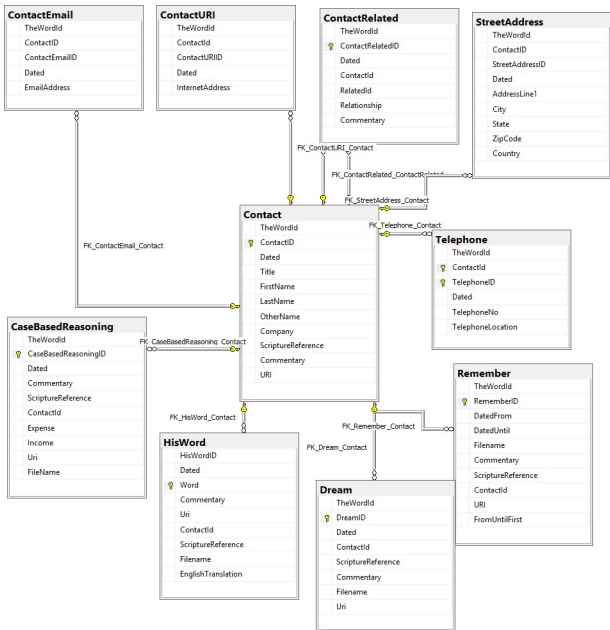 ContactEmail
TheWordId
ContactID
ContactEmailID
Dated
EmailAddress
ContactURI
TheWordId
ContactId
ContactURIID
Dated
InternetAddress
ContactRelated
TheWordId
ContactRelatedID
Dated
ContactId
RelatedId
Relationship
Commentary
StreetAddress
TheWordId
ContactID
StreetAddressID
Dated
AddressLine1
City
State
ZipCode
Country
FK_ContactURI_Contact
FK_ContactRelated_ContactRelated
FK_StreetAddress_Contact
FK_Telephone_Contact
FK_ContactEmail_Contact
Contact
TheWordId
ContactID
Dated
Title
FirstName
LastName
OtherName
Company
ScriptureReference
Commentary
URI
Telephone
TheWordId
ContactId
TelephoneID
Dated
TelephoneNo
TelephoneLocation
CaseBasedReasoning
TheWordId
CaseBasedReasoningID
Dated
Commentary
ScriptureReference
ContactId
Expense
Income
Uri
FileName
FK_CaseBasedReasoning_Contact
FK_HisWord_Contact
FK_Remember_Contact
FK_Dream_Contact
HisWord
HisWordID
Dated
Word
Commentary
Uri
ContactId
ScriptureReference
Filename
EnglishTranslation
Dream
TheWordId
DreamID
Dated
ContactId
ScriptureReference
Commentary
Filename
Uri
Remember
TheWordId
RememberID
DatedFrom
DatedUntil
Filename
Commentary
ScriptureReference
ContactId
URI
FromUntilFirst